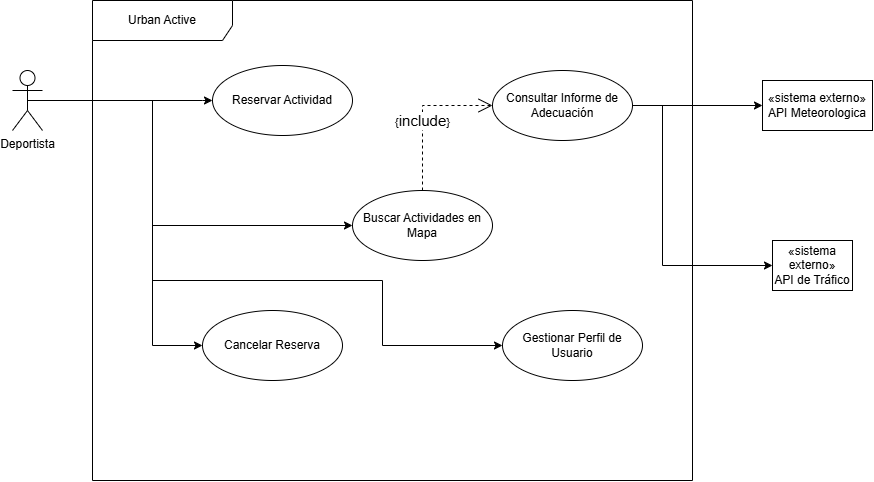 Urban Active
Deportista
Reservar Actividad
Consultar Informe de
Adecuación
«sistema externo»
API Meteorologica
{include}
Buscar Actividades en
Mapa
«sistema
externo»
API de Tráfico
Cancelar Reserva
Gestionar Perfil de
Usuario